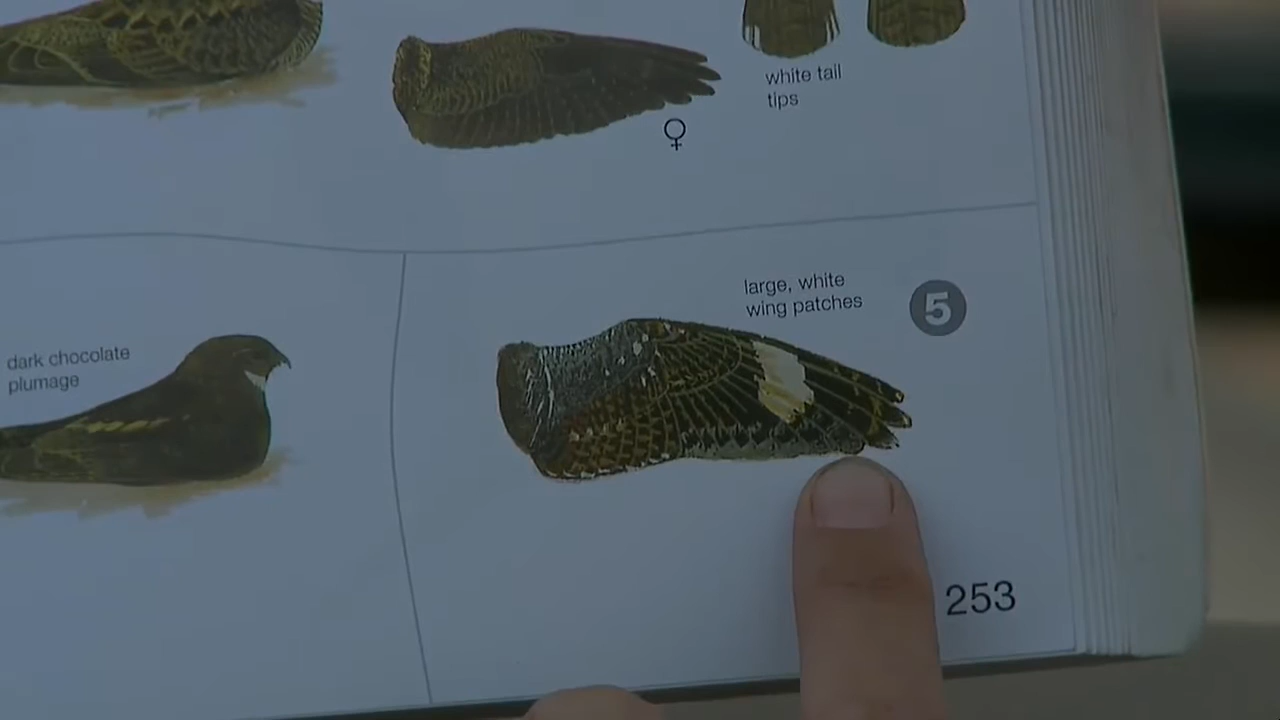 white tail
tips
♀
large, white
wing patches
5
dark chocolate
plumage
253